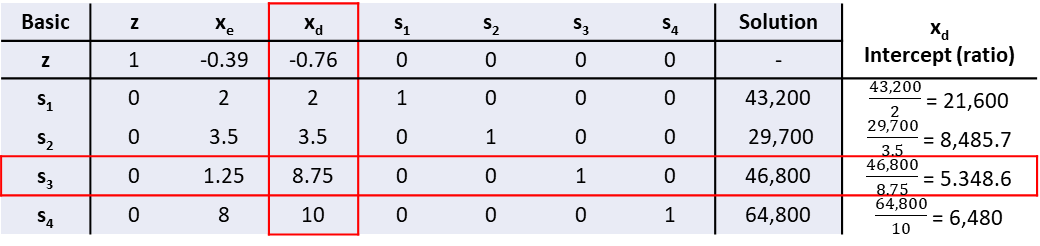 Basic z xₑ x_d s₁ s₂ s₃ s₄ Solution x_d Intercept (ratio)
z 1 -0.39 -0.76 0 0 0 0 -
s₁ 0 2 2 1 0 0 0 43,200 43,200/2 = 21,600
s₂ 0 3.5 3.5 0 1 0 0 29,700 29,700/3.5 = 8,485.7
s₃ 0 1.25 8.75 0 0 1 0 46,800 46,800/8.75 = 5.348.6
s₄ 0 8 10 0 0 0 1 64,800 64,800/10 = 6,480